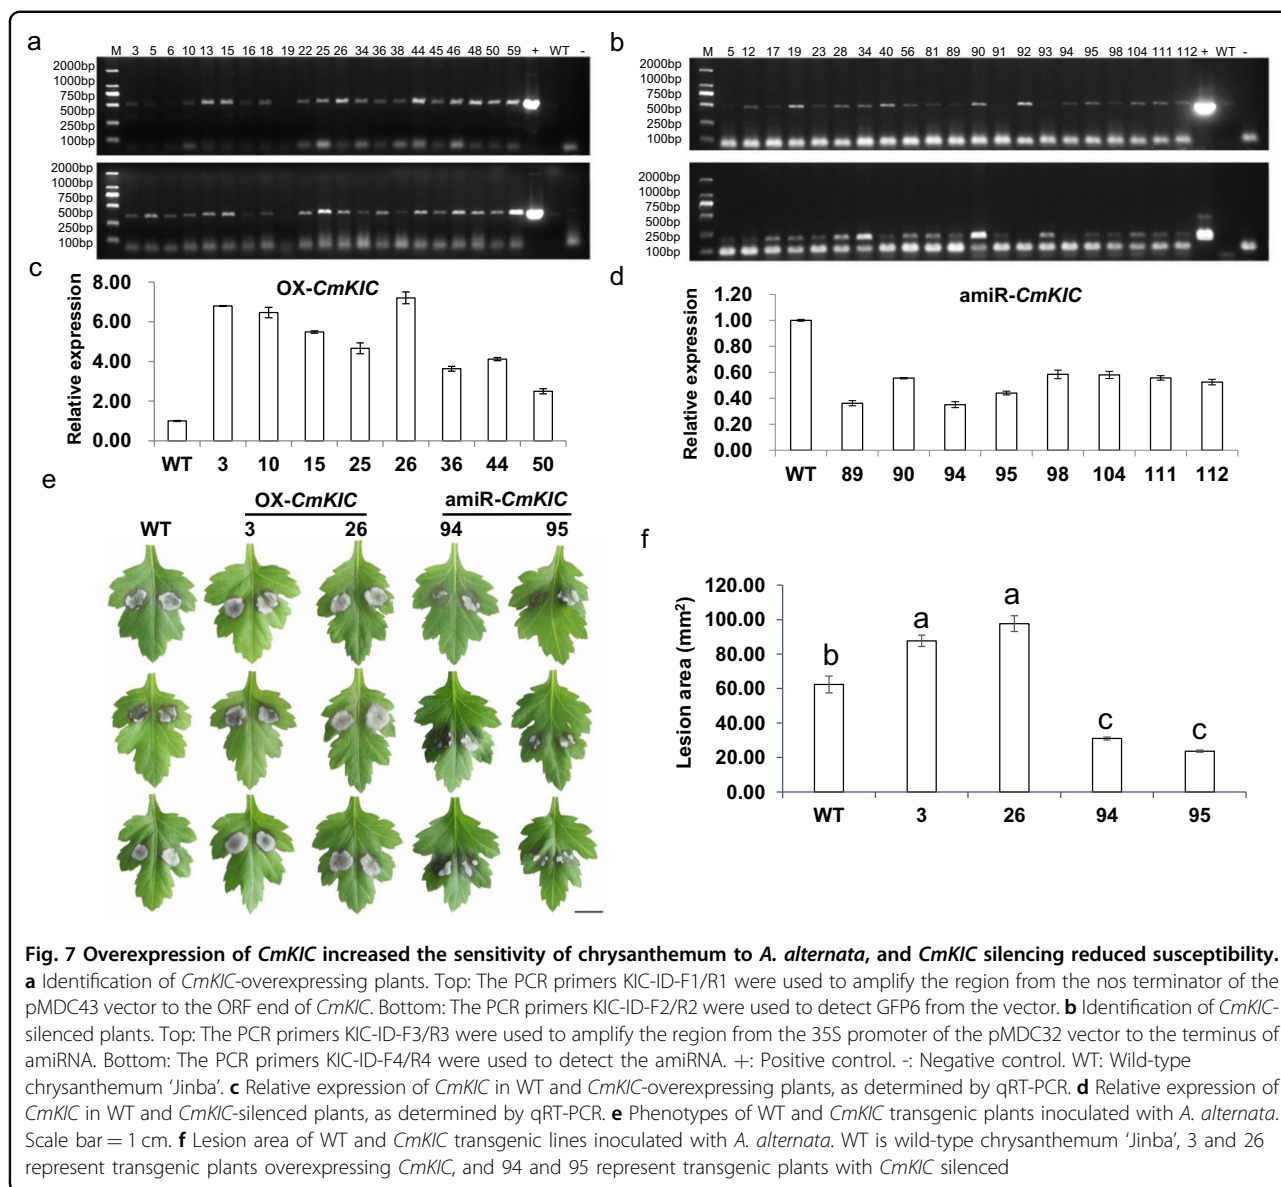 a
M 3 5 6 10 13 15 16 18 19 22 25 26 34 36 38 44 45 46 48 50 59 + WT -
2000bp
1000bp
750bp
500bp
250bp
100bp
2000bp
1000bp
750bp
500bp
250bp
100bp
b
M 5 12 17 19 23 28 34 40 56 81 89 90 91 92 93 94 95 98 104 111 112 + WT -
2000bp
1000bp
750bp
500bp
250bp
100bp
2000bp
1000bp
750bp
500bp
250bp
100bp
c
OX-CmKIC
Relative expression
8.00
6.00
4.00
2.00
0.00
WT 3 10 15 25 26 36 44 50
d
amiR-CmKIC
Relative expression
1.20
1.00
0.80
0.60
0.40
0.20
0.00
WT 89 90 94 95 98 104 111 112
e
OX-CmKIC amiR-CmKIC
WT 3 26 94 95
f
Lesion area (mm²)
120.00
100.00
80.00
60.00
40.00
20.00
0.00
b a a c c
WT 3 26 94 95
Fig. 7 Overexpression of CmKIC increased the sensitivity of chrysanthemum to A. alternata, and CmKIC silencing reduced susceptibility.
a Identification of CmKIC-overexpressing plants. Top: The PCR primers KIC-ID-F1/R1 were used to amplify the region from the nos terminator of the
pMDC43 vector to the ORF end of CmKIC. Bottom: The PCR primers KIC-ID-F2/R2 were used to detect GFP6 from the vector. b Identification of CmKIC-
silenced plants. Top: The PCR primers KIC-ID-F3/R3 were used to amplify the region from the 35S promoter of the pMDC32 vector to the terminus of
amiRNA. Bottom: The PCR primers KIC-ID-F4/R4 were used to detect the amiRNA. +: Positive control. -: Negative control. WT: Wild-type
chrysanthemum ‘Jinba’. c Relative expression of CmKIC in WT and CmKIC-overexpressing plants, as determined by qRT-PCR. d Relative expression of
CmKIC in WT and CmKIC-silenced plants, as determined by qRT-PCR. e Phenotypes of WT and CmKIC transgenic plants inoculated with A. alternata.
Scale bar = 1 cm. f Lesion area of WT and CmKIC transgenic lines inoculated with A. alternata. WT is wild-type chrysanthemum ‘Jinba’, 3 and 26
represent transgenic plants overexpressing CmKIC, and 94 and 95 represent transgenic plants with CmKIC silenced